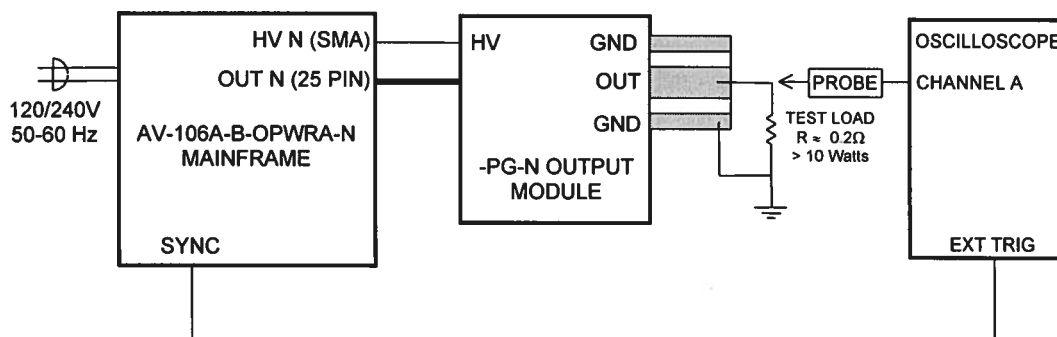 120/240V
50-60 Hz
HV N (SMA)
OUT N (25 PIN)
AV-106A-B-OPWRA-N
MAINFRAME
SYNC
HV
GND
OUT
GND
-PG-N OUTPUT
MODULE
TEST LOAD
R ≈ 0.2Ω
> 10 Watts
PROBE
OSCILLOSCOPE
CHANNEL A
EXT TRIG